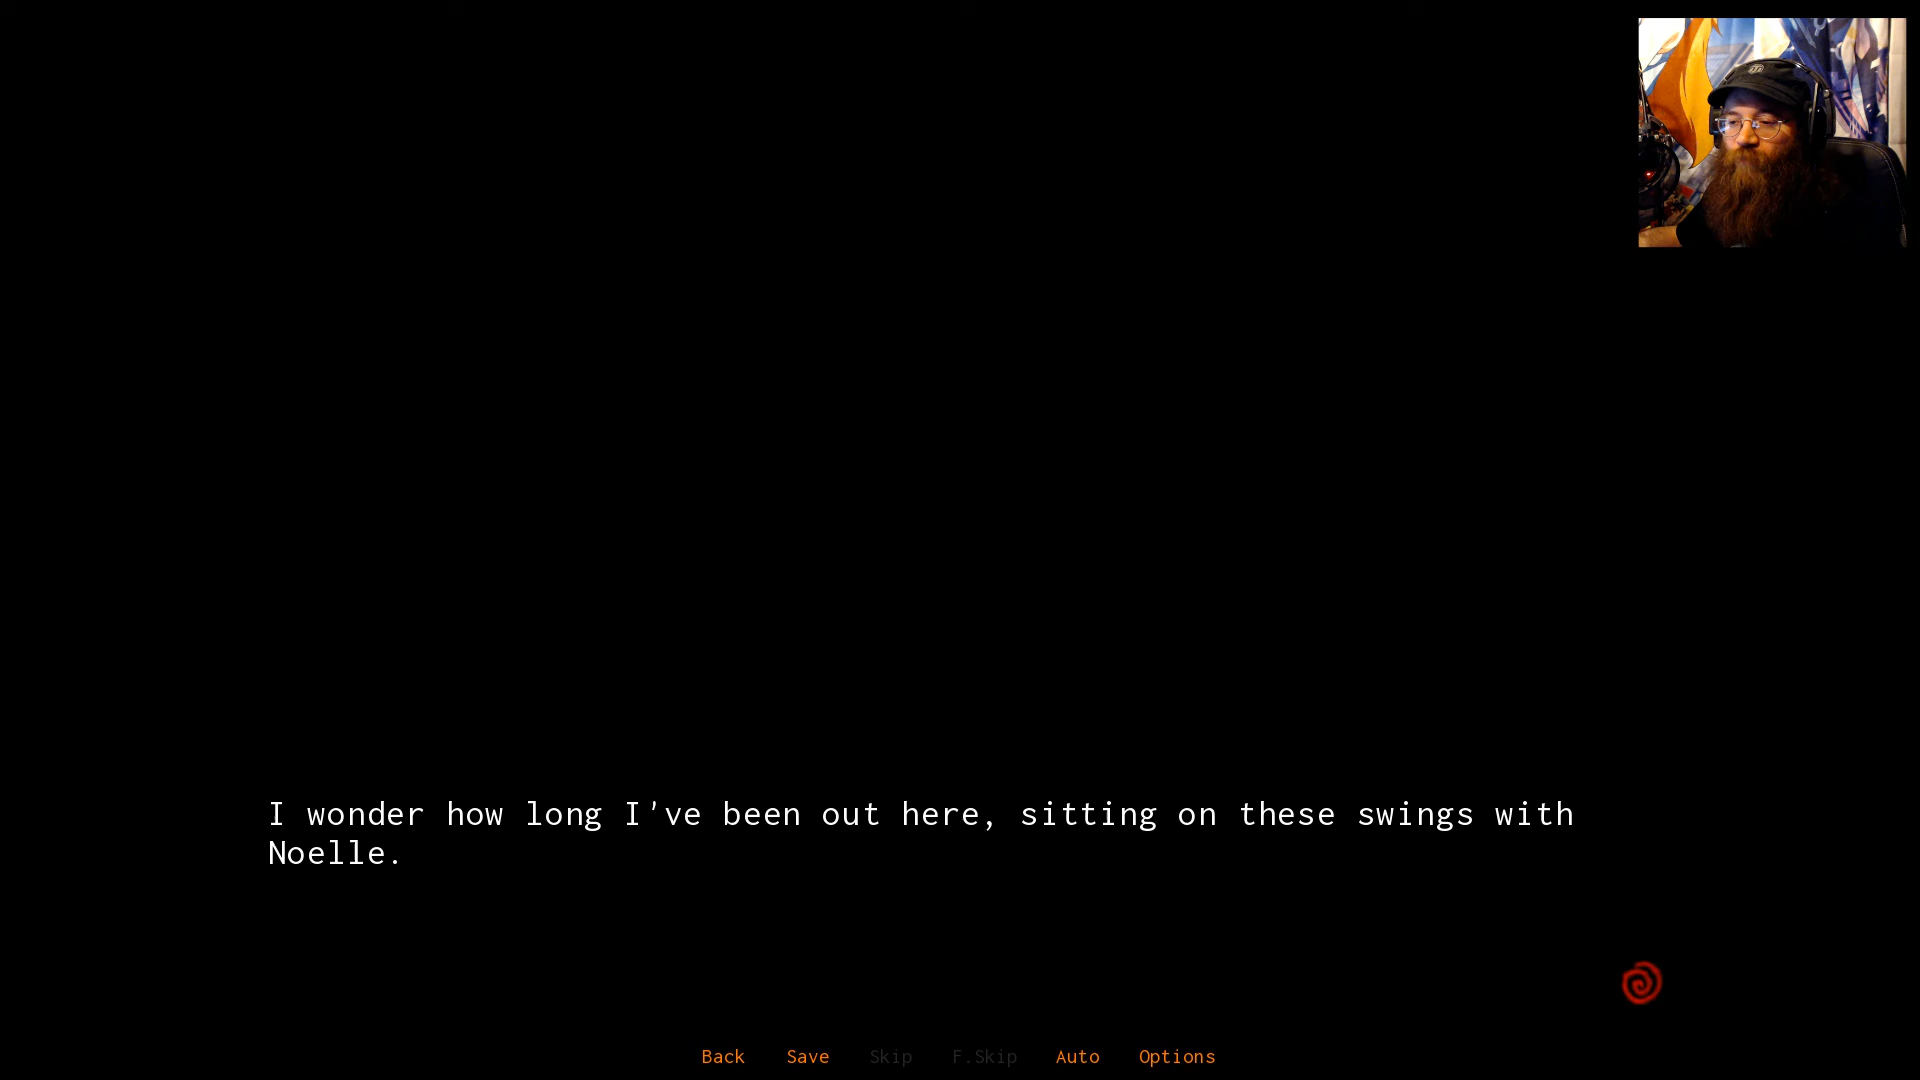 I wonder how long I've been out here, sitting on these swings with
Noelle.
Back Save Skip F.Skip Auto Options